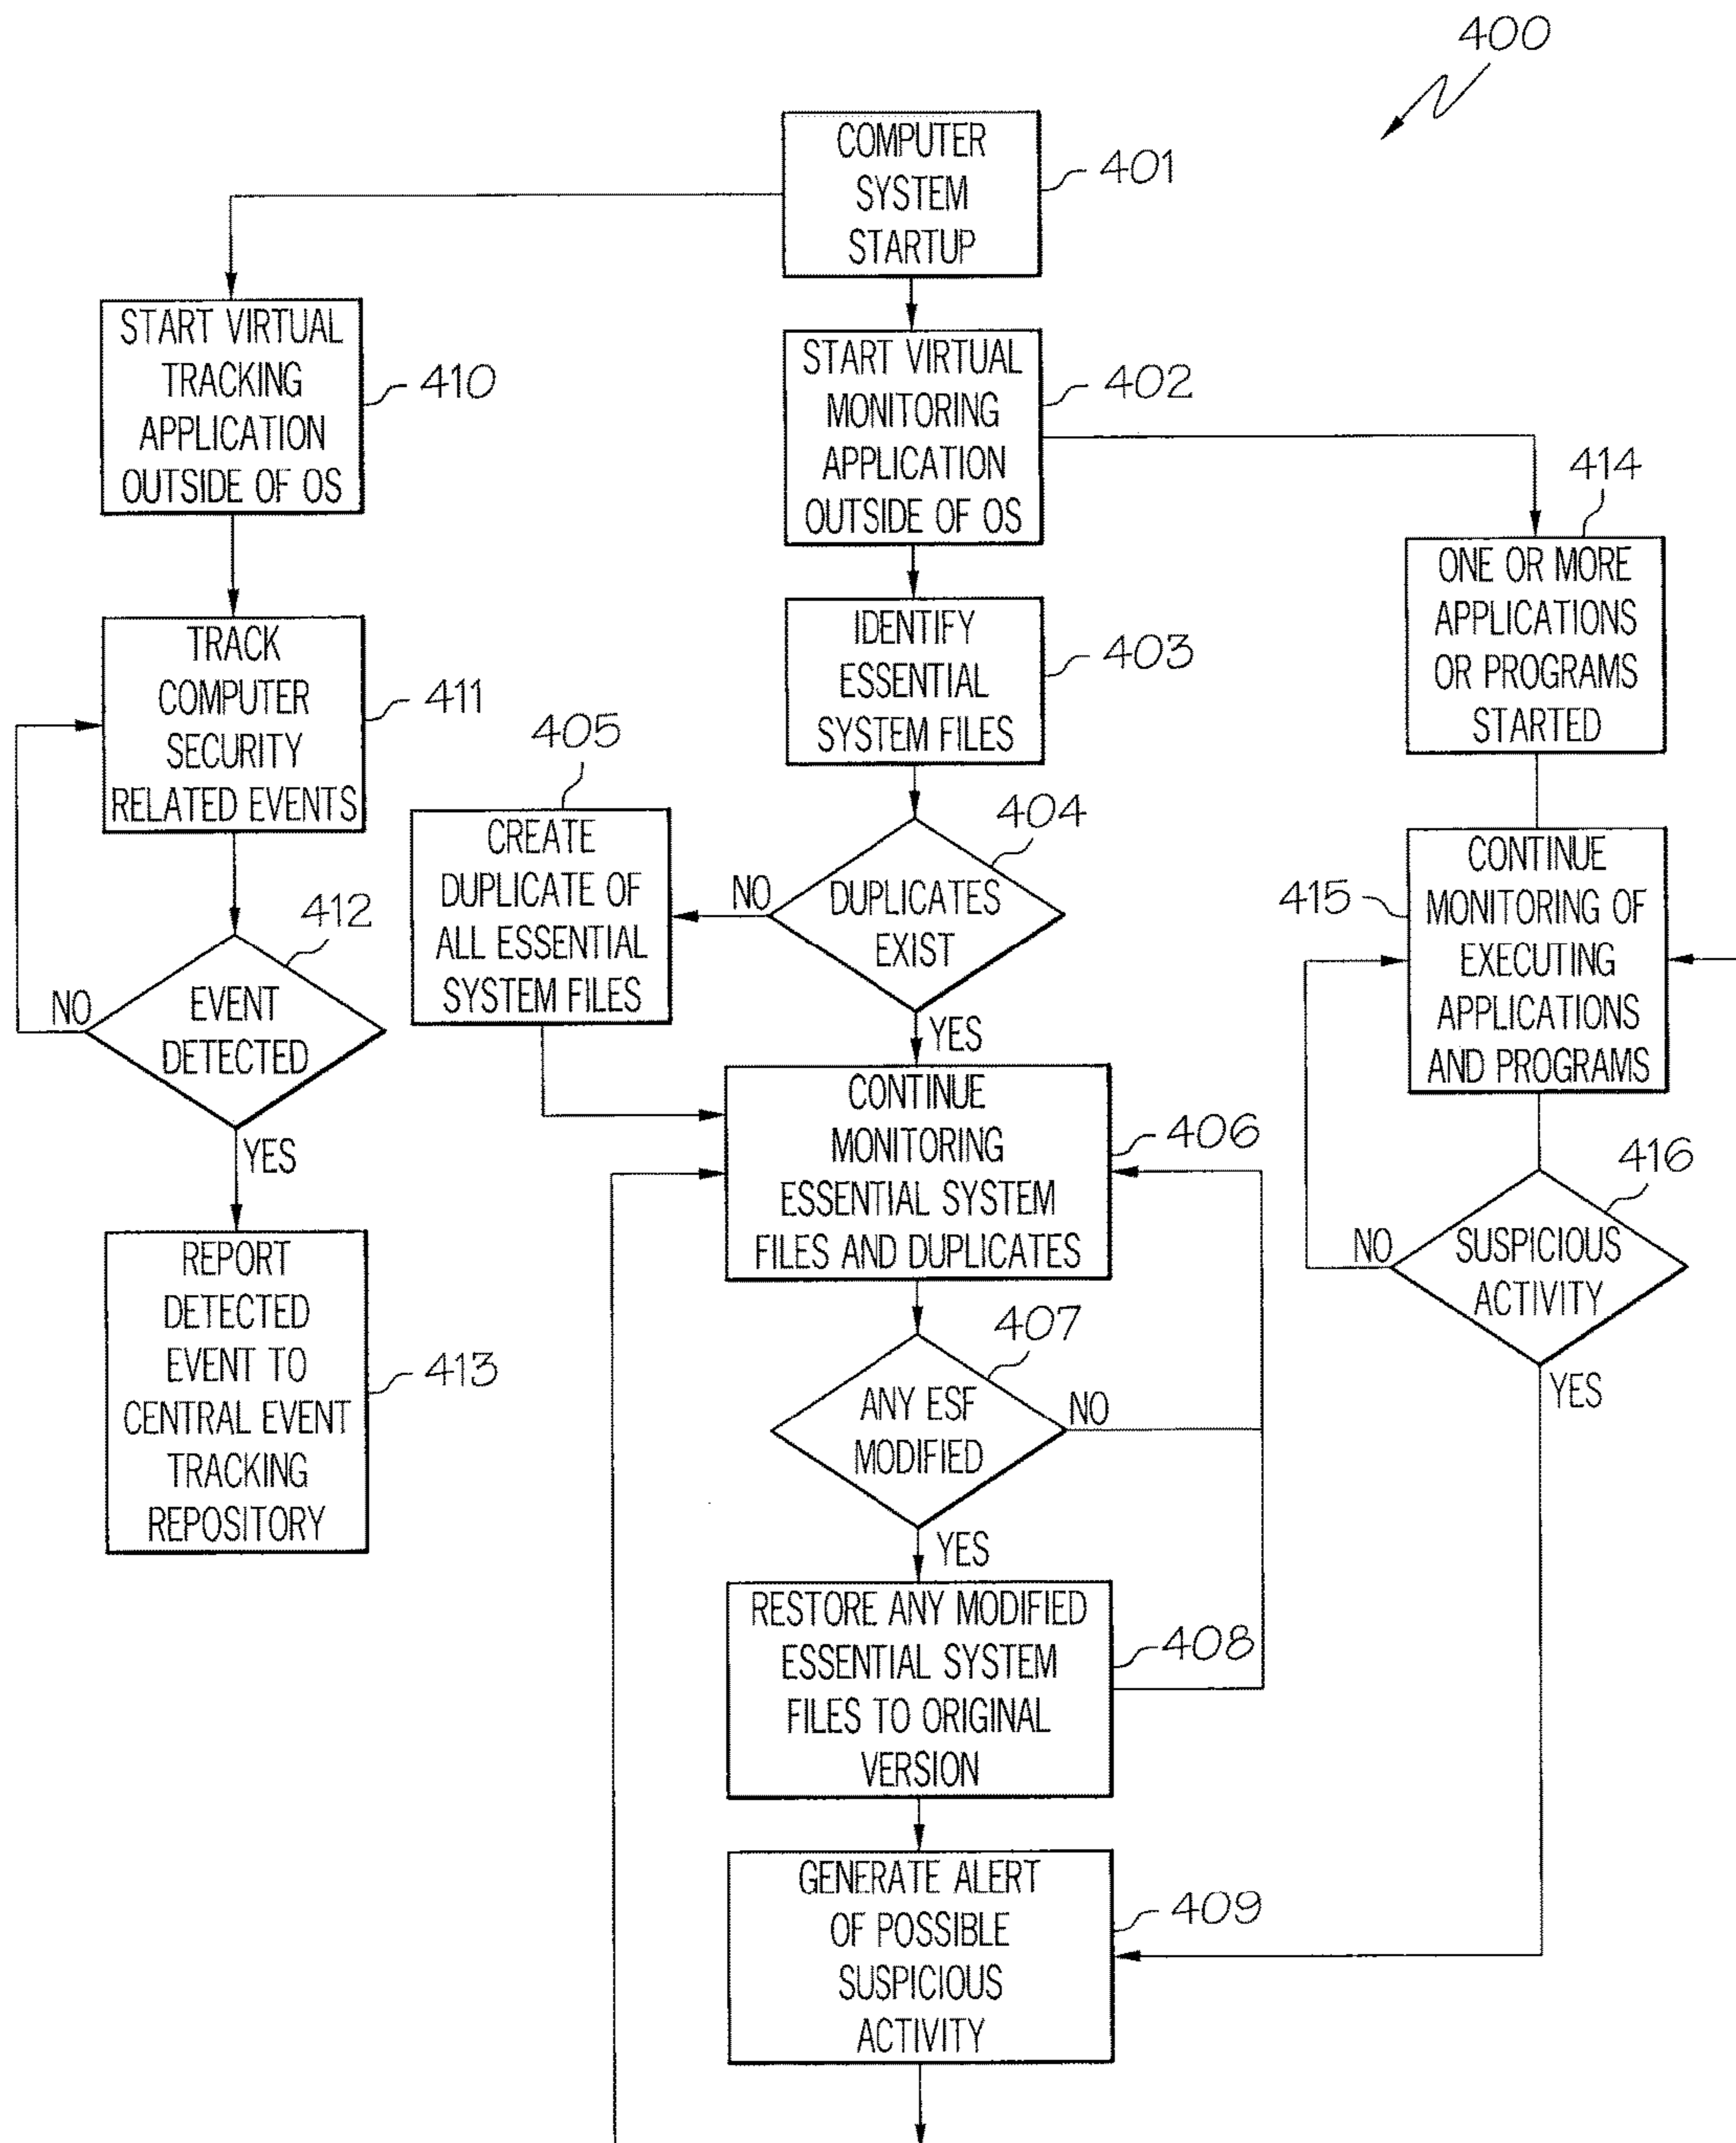 400
COMPUTER
SYSTEM
STARTUP
401
START VIRTUAL
TRACKING
APPLICATION
OUTSIDE OF OS
410
START VIRTUAL
MONITORING
APPLICATION
OUTSIDE OF OS
402
414
ONE OR MORE
APPLICATIONS
OR PROGRAMS
STARTED
TRACK
COMPUTER
SECURITY
RELATED EVENTS
411
IDENTIFY
ESSENTIAL
SYSTEM FILES
403
405
CREATE
DUPLICATE OF
ALL ESSENTIAL
SYSTEM FILES
404
NO
DUPLICATES
EXIST
YES
415
CONTINUE
MONITORING OF
EXECUTING
APPLICATIONS
AND PROGRAMS
412
NO
EVENT
DETECTED
YES
CONTINUE
MONITORING
ESSENTIAL SYSTEM
FILES AND DUPLICATES
406
416
NO
SUSPICIOUS
ACTIVITY
YES
REPORT
DETECTED
EVENT TO
CENTRAL EVENT
TRACKING
REPOSITORY
413
407
ANY ESF
MODIFIED
NO
YES
RESTORE ANY MODIFIED
ESSENTIAL SYSTEM
FILES TO ORIGINAL
VERSION
408
GENERATE ALERT
OF POSSIBLE
SUSPICIOUS
ACTIVITY
409